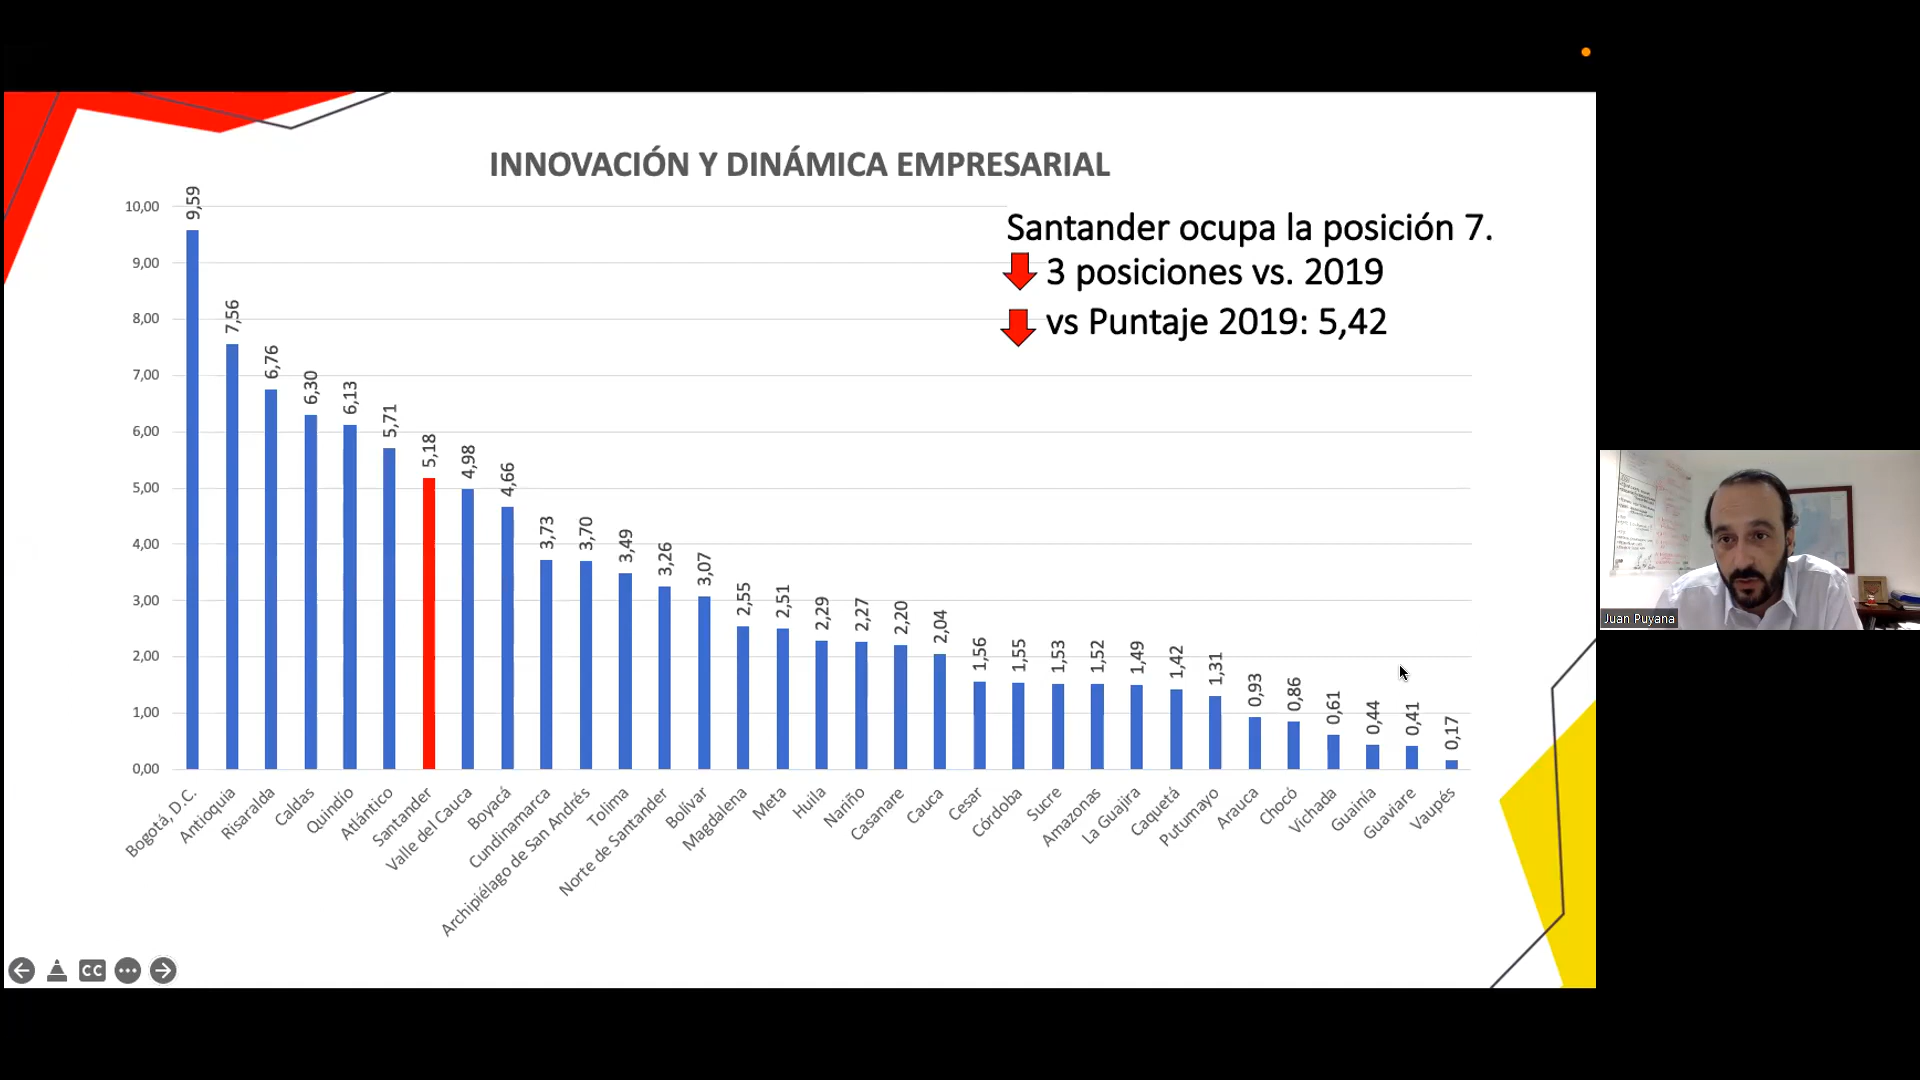 INNOVACIÓN Y DINÁMICA EMPRESARIAL
Santander ocupa la posición 7.
3 posiciones vs. 2019
vs Puntaje 2019: 5,42
10,00
9,00
8,00
7,00
6,00
5,00
4,00
3,00
2,00
1,00
0,00
9,59
7,56
6,76
6,30
6,13
5,71
5,18
4,98
4,66
3,73
3,70
3,49
3,26
3,07
2,55
2,51
2,29
2,27
2,20
2,04
1,56
1,55
1,53
1,52
1,49
1,42
1,31
0,93
0,86
0,61
0,44
0,41
0,17
Bogotá, D.C.
Antioquia
Risaralda
Caldas
Quindío
Atlántico
Santander
Valle del Cauca
Boyacá
Cundinamarca
Archipiélago de San Andrés
Tolima
Norte de Santander
Bolívar
Magdalena
Meta
Huila
Nariño
Casanare
Cauca
Cesar
Córdoba
Sucre
Amazonas
La Guajira
Caquetá
Putumayo
Arauca
Chocó
Vichada
Guainía
Guaviare
Vaupés
CC
Juan Puyana